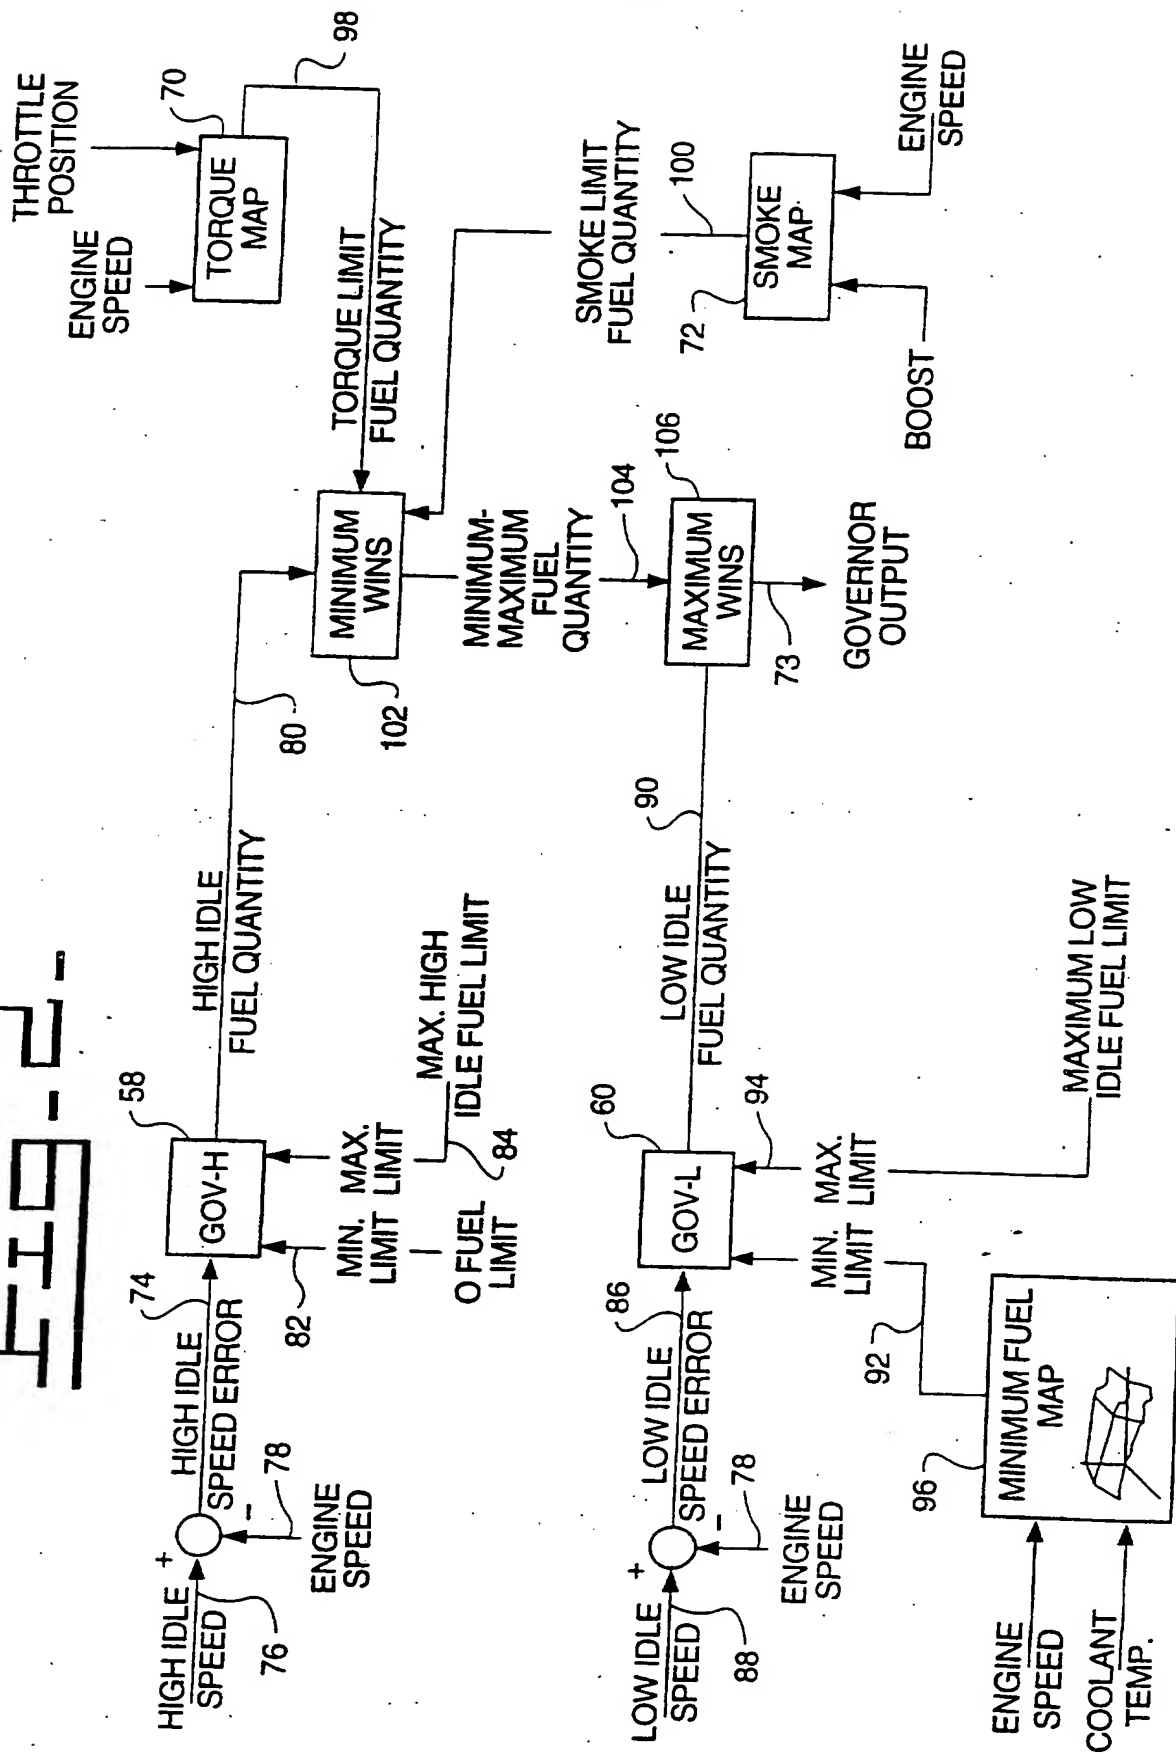 FIG-2-
THROTTLE
POSITION
ENGINE
SPEED
70
TORQUE
MAP
98
TORQUE LIMIT
FUEL QUANTITY
HIGH IDLE
SPEED
76
+
-
78
ENGINE
SPEED
HIGH IDLE
SPEED ERROR
74
GOV-H
58
82
MIN.
LIMIT
O FUEL
LIMIT
MAX.
LIMIT
84
MAX. HIGH
IDLE FUEL LIMIT
HIGH IDLE
FUEL QUANTITY
80
MINIMUM
WINS
102
SMOKE LIMIT
FUEL QUANTITY
100
SMOKE
MAP
72
BOOST
ENGINE
SPEED
MINIMUM-
MAXIMUM
FUEL
QUANTITY
104
MAXIMUM
WINS
106
73
GOVERNOR
OUTPUT
LOW IDLE
SPEED
88
+
-
78
ENGINE
SPEED
LOW IDLE
SPEED ERROR
86
GOV-L
60
MIN.
LIMIT
92
MAX.
LIMIT
94
MAXIMUM LOW
IDLE FUEL LIMIT
LOW IDLE
FUEL QUANTITY
90
MINIMUM FUEL
MAP
96
ENGINE
SPEED
COOLANT
TEMP.